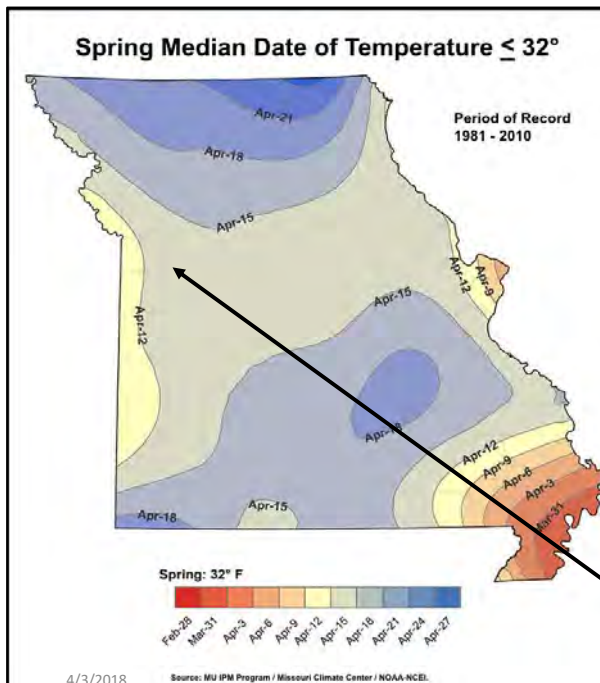 Spring Median Date of Temperature ≤ 32°
Period of Record
1981 - 2010
Apr-21
Apr-18
Apr-15
Apr-12
Apr-9
Apr-12
Apr-15
Apr-18
Apr-12
Apr-9
Apr-6
Apr-3
Mar-31
Apr-15
Apr-18
Spring: 32° F
Feb-28
Mar-31
Apr-3
Apr-6
Apr-9
Apr-12
Apr-15
Apr-18
Apr-21
Apr-24
Apr-27
4/3/2018
Source: MU IPM Program / Missouri Climate Center / NOAA-NCEI.